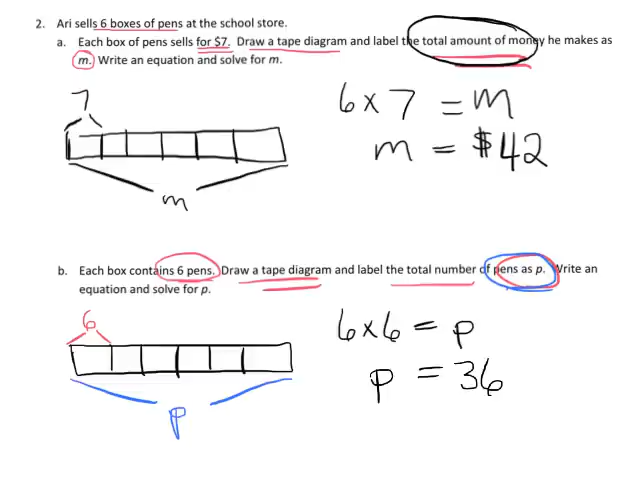 2. Ari sells 6 boxes of pens at the school store.
a. Each box of pens sells for $7. Draw a tape diagram and label the total amount of money he makes as
m. Write an equation and solve for m.
7
6 x 7 = m
m = $42
m
b. Each box contains 6 pens. Draw a tape diagram and label the total number of pens as p. Write an
equation and solve for p.
6
6 x 6 = p
p = 36
p